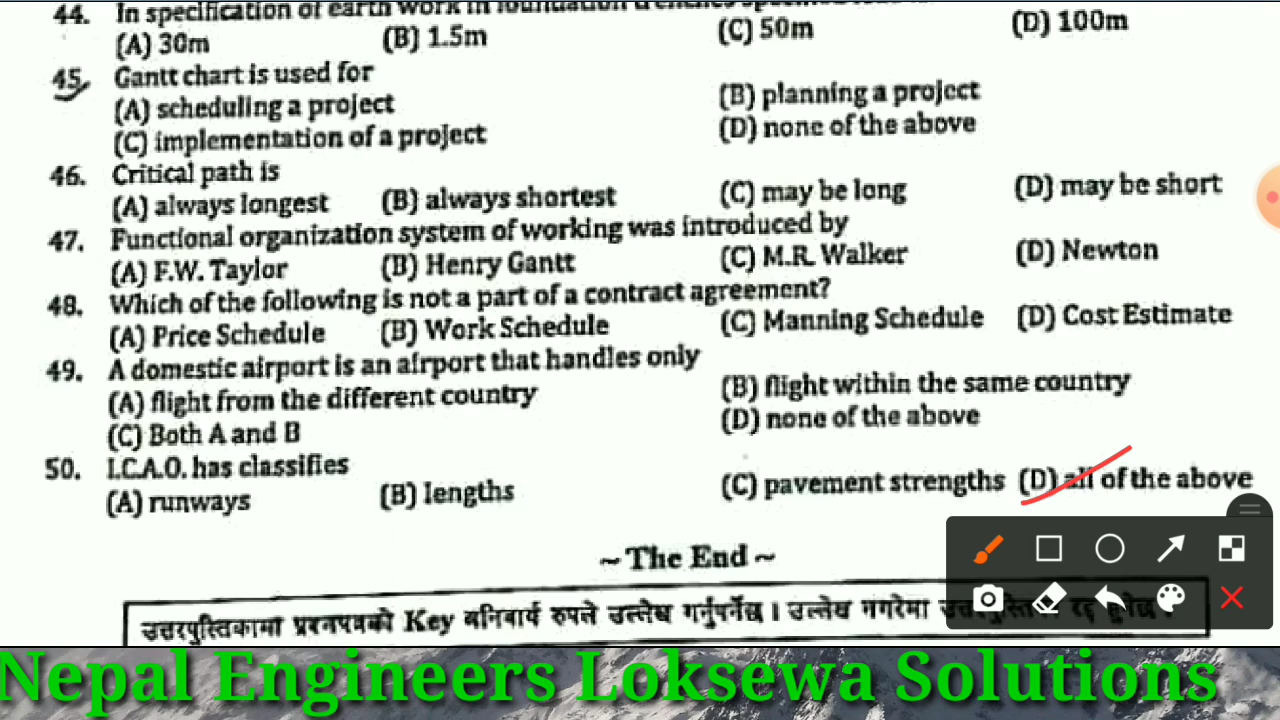 44. In specification of earth work in foundation trenches
(A) 30m (B) 1.5m (C) 50m (D) 100m
45. Gantt chart is used for
(A) scheduling a project (B) planning a project
(C) implementation of a project (D) none of the above
46. Critical path is
(A) always longest (B) always shortest (C) may be long (D) may be short
47. Functional organization system of working was introduced by
(A) F.W. Taylor (B) Henry Gantt (C) M.R. Walker (D) Newton
48. Which of the following is not a part of a contract agreement?
(A) Price Schedule (B) Work Schedule (C) Manning Schedule (D) Cost Estimate
49. A domestic airport is an airport that handles only
(A) flight from the different country (B) flight within the same country
(C) Both A and B (D) none of the above
50. I.C.A.O. has classifies
(A) runways (B) lengths (C) pavement strengths (D) all of the above
~ The End ~
उत्तरपुस्तिकामा प्रश्नपत्रको Key अनिवार्य रुपले उल्लेख गर्नुपर्नेछ । उल्लेख नगरेमा उत्तरपुस्तिका रद्द हुनेछ ।
Nepal Engineers Loksewa Solutions